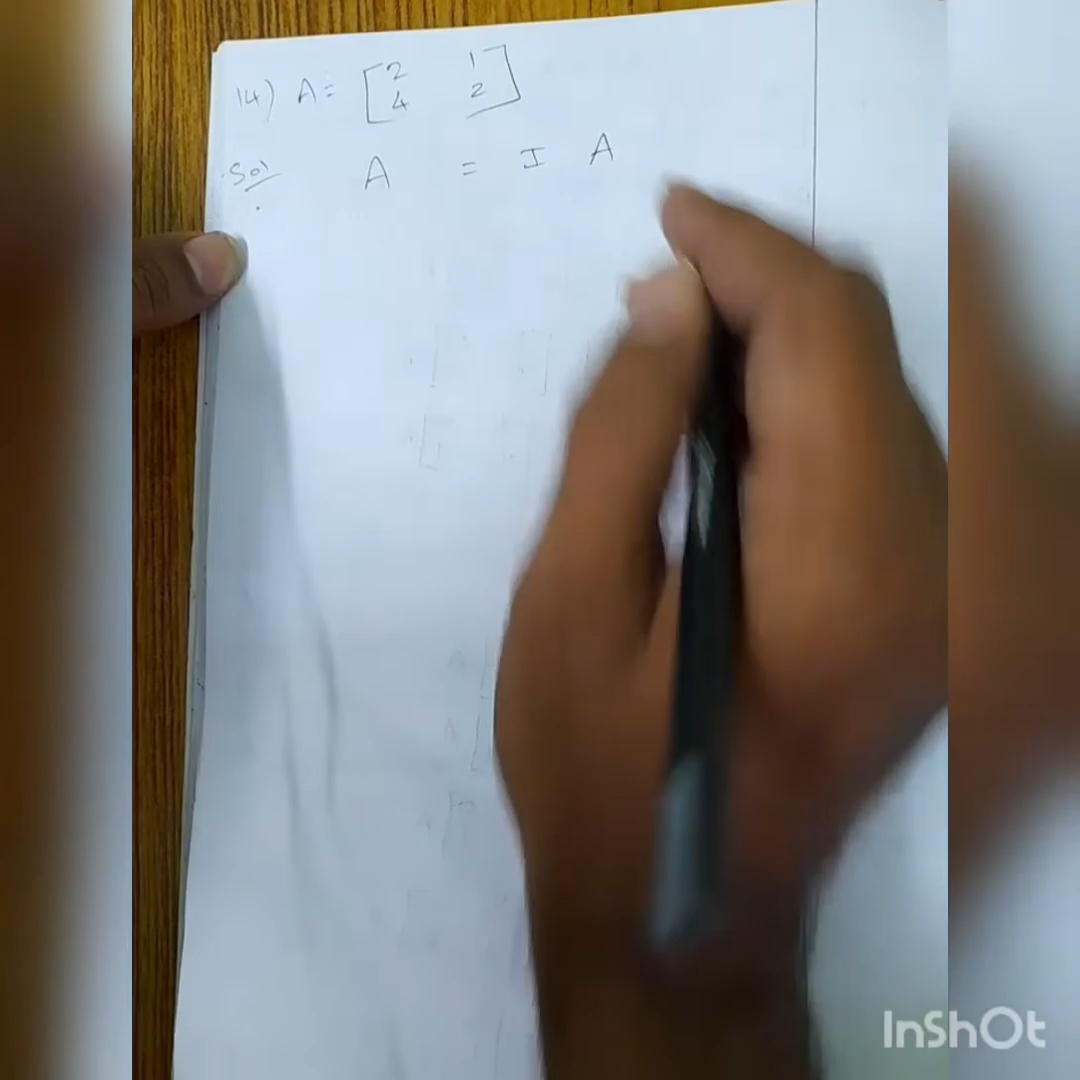 14) A = [2 1
4 2]
Sol A = I A
InShOt